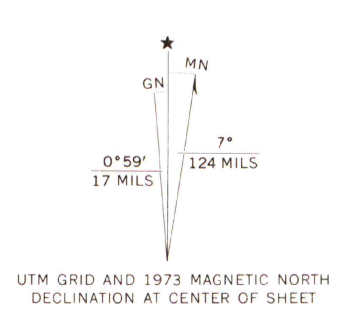 ★
MN
GN
7°
124 MILS
0°59'
17 MILS
UTM GRID AND 1973 MAGNETIC NORTH
DECLINATION AT CENTER OF SHEET